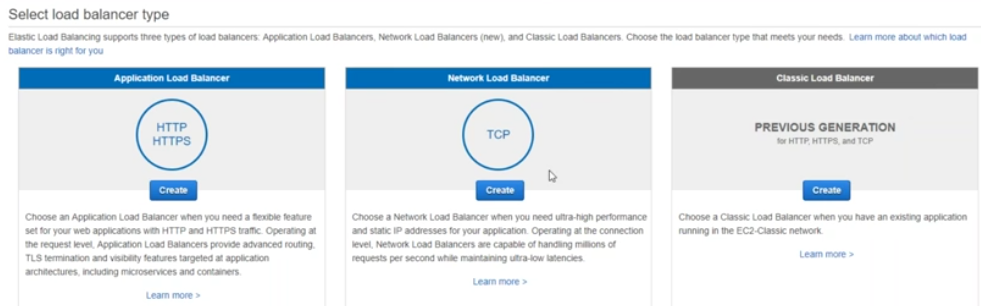 Select load balancer type
Elastic Load Balancing supports three types of load balancers: Application Load Balancers, Network Load Balancers (new), and Classic Load Balancers. Choose the load balancer type that meets your needs. Learn more about which load
balancer is right for you
Application Load Balancer
HTTP
HTTPS
Create
Choose an Application Load Balancer when you need a flexible feature
set for your web applications with HTTP and HTTPS traffic. Operating at
the request level, Application Load Balancers provide advanced routing,
TLS termination and visibility features targeted at application
architectures, including microservices and containers.
Learn more >
Network Load Balancer
TCP
Create
Choose a Network Load Balancer when you need ultra-high performance
and static IP addresses for your application. Operating at the connection
level, Network Load Balancers are capable of handling millions of
requests per second while maintaining ultra-low latencies.
Learn more >
Classic Load Balancer
PREVIOUS GENERATION
for HTTP, HTTPS, and TCP
Create
Choose a Classic Load Balancer when you have an existing application
running in the EC2-Classic network.
Learn more >